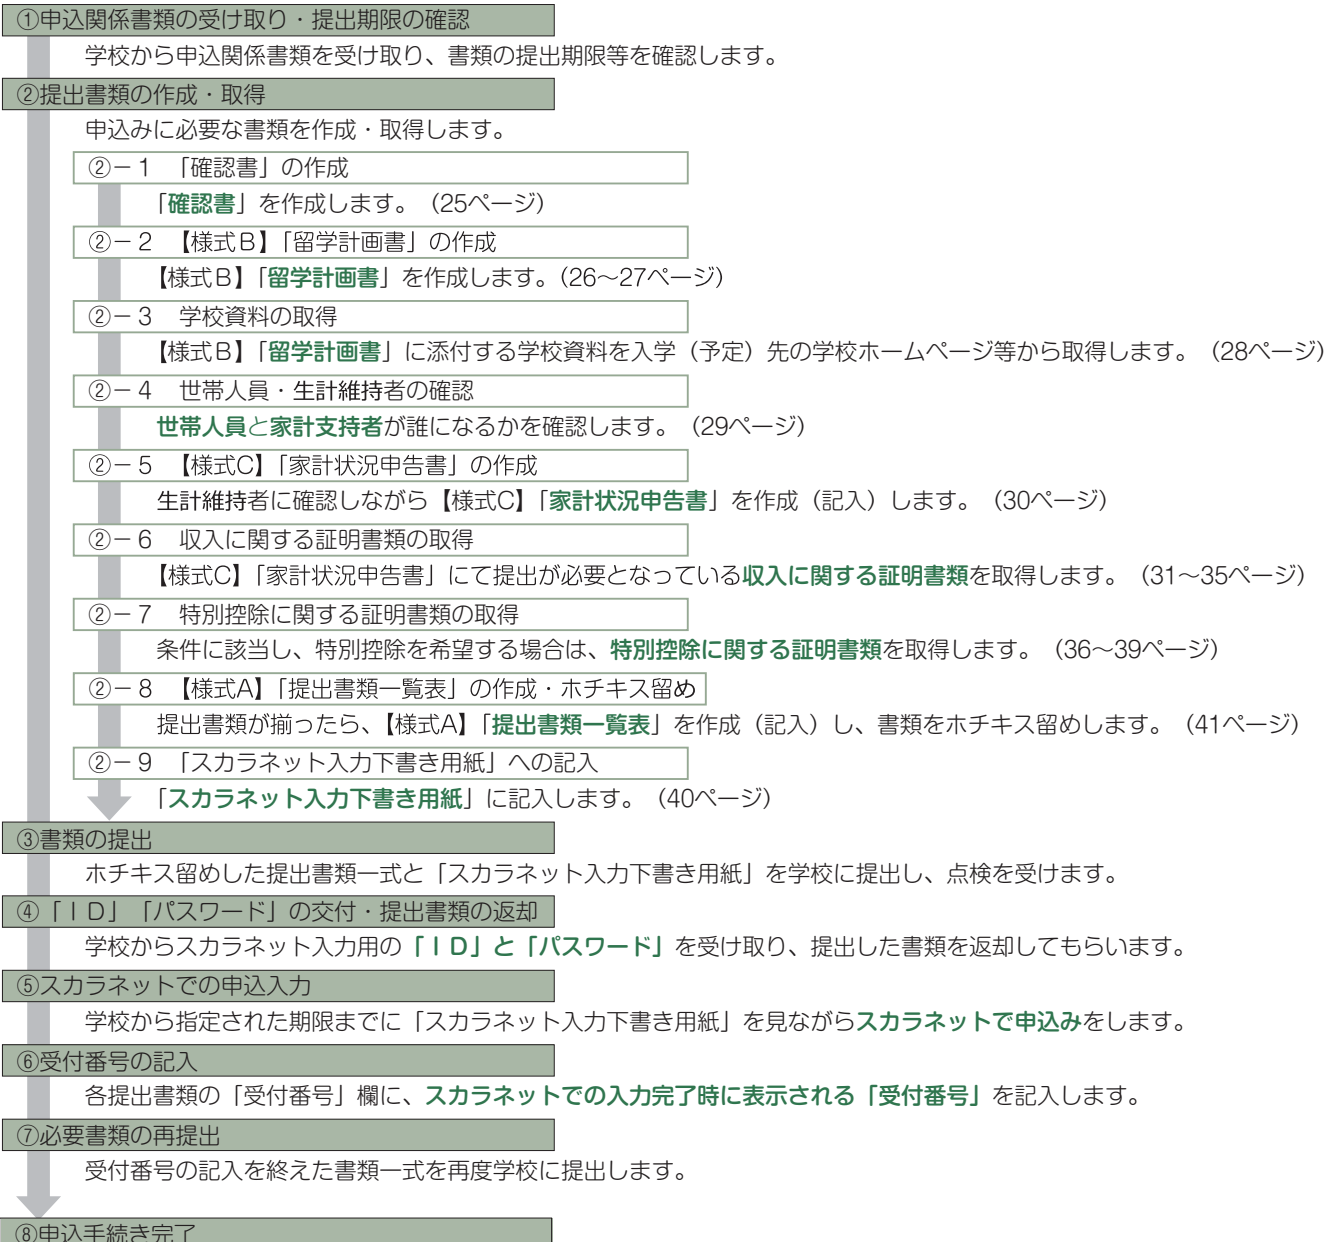 ①申込関係書類の受け取り・提出期限の確認
学校から申込関係書類を受け取り、書類の提出期限等を確認します。
②提出書類の作成・取得
申込みに必要な書類を作成・取得します。
②－１　「確認書」の作成
「確認書」を作成します。（25ページ）
②－２　【様式Ｂ】「留学計画書」の作成
【様式Ｂ】「留学計画書」を作成します。（26～27ページ）
②－３　学校資料の取得
【様式Ｂ】「留学計画書」に添付する学校資料を入学（予定）先の学校ホームページ等から取得します。（28ページ）
②－４　世帯人員・生計維持者の確認
世帯人員と家計支持者が誰になるかを確認します。（29ページ）
②－５　【様式C】「家計状況申告書」の作成
生計維持者に確認しながら【様式C】「家計状況申告書」を作成（記入）します。（30ページ）
②－６　収入に関する証明書類の取得
【様式C】「家計状況申告書」にて提出が必要となっている収入に関する証明書類を取得します。（31～35ページ）
②－７　特別控除に関する証明書類の取得
条件に該当し、特別控除を希望する場合は、特別控除に関する証明書類を取得します。（36～39ページ）
②－８　【様式A】「提出書類一覧表」の作成・ホチキス留め
提出書類が揃ったら、【様式A】「提出書類一覧表」を作成（記入）し、書類をホチキス留めします。（41ページ）
②－９　「スカラネット入力下書き用紙」への記入
「スカラネット入力下書き用紙」に記入します。（40ページ）
③書類の提出
ホチキス留めした提出書類一式と「スカラネット入力下書き用紙」を学校に提出し、点検を受けます。
④「ＩＤ」「パスワード」の交付・提出書類の返却
学校からスカラネット入力用の「ＩＤ」と「パスワード」を受け取り、提出した書類を返却してもらいます。
⑤スカラネットでの申込入力
学校から指定された期限までに「スカラネット入力下書き用紙」を見ながらスカラネットで申込みをします。
⑥受付番号の記入
各提出書類の「受付番号」欄に、スカラネットでの入力完了時に表示される「受付番号」を記入します。
⑦必要書類の再提出
受付番号の記入を終えた書類一式を再度学校に提出します。
⑧申込手続き完了